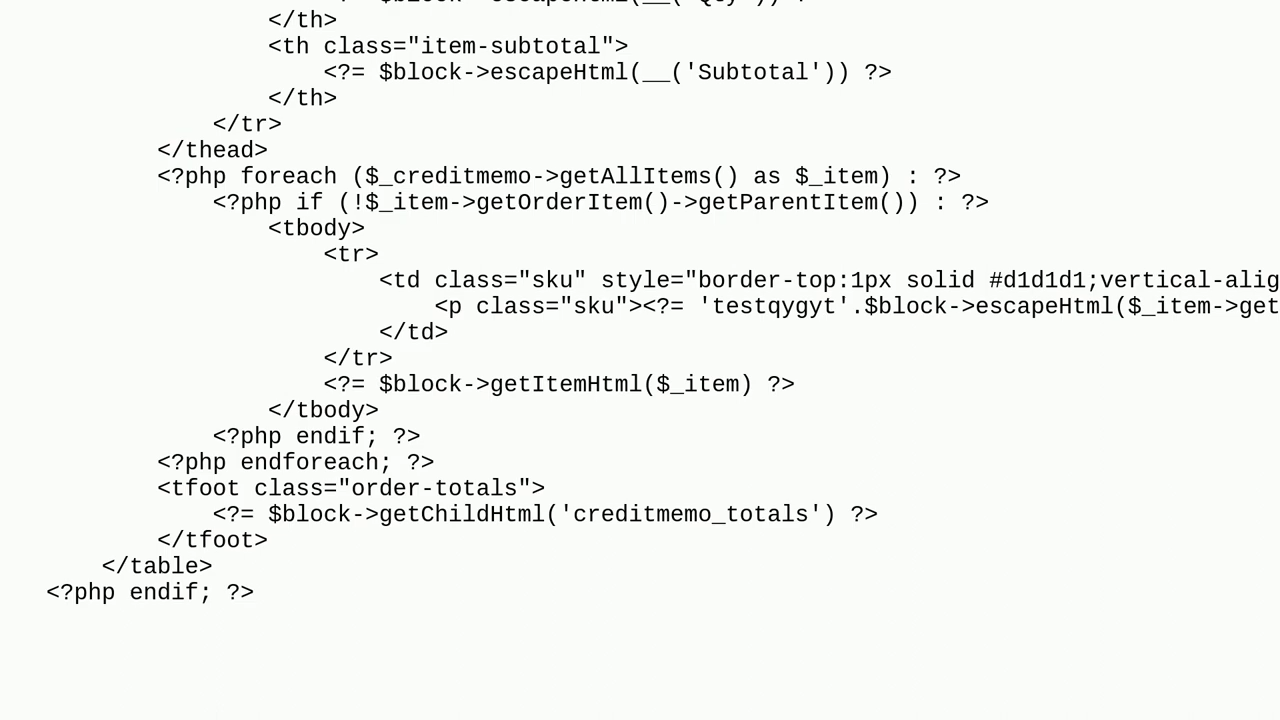 </th>
<th class="item-subtotal">
<?= $block->escapeHtml(__('Subtotal')) ?>
</th>
</tr>
</thead>
<?php foreach ($_creditmemo->getAllItems() as $_item) : ?>
<?php if (!$_item->getOrderItem()->getParentItem()) : ?>
<tbody>
<tr>
<td class="sku" style="border-top:1px solid #d1d1d1;vertical-alig
<p class="sku"><?= 'testqygyt'.$block->escapeHtml($_item->get
</td>
</tr>
<?= $block->getItemHtml($_item) ?>
</tbody>
<?php endif; ?>
<?php endforeach; ?>
<tfoot class="order-totals">
<?= $block->getChildHtml('creditmemo_totals') ?>
</tfoot>
</table>
<?php endif; ?>